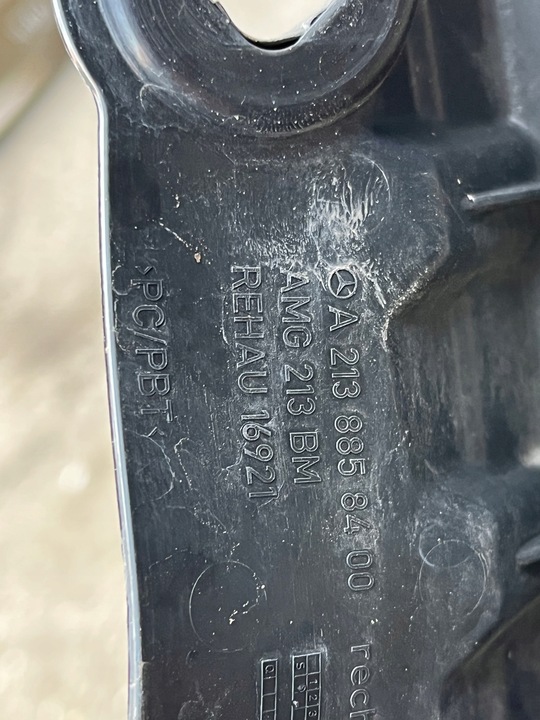 A 213 885 84 00 rech
AMG 213 BM
REHAU 16921
>PC/PBT<